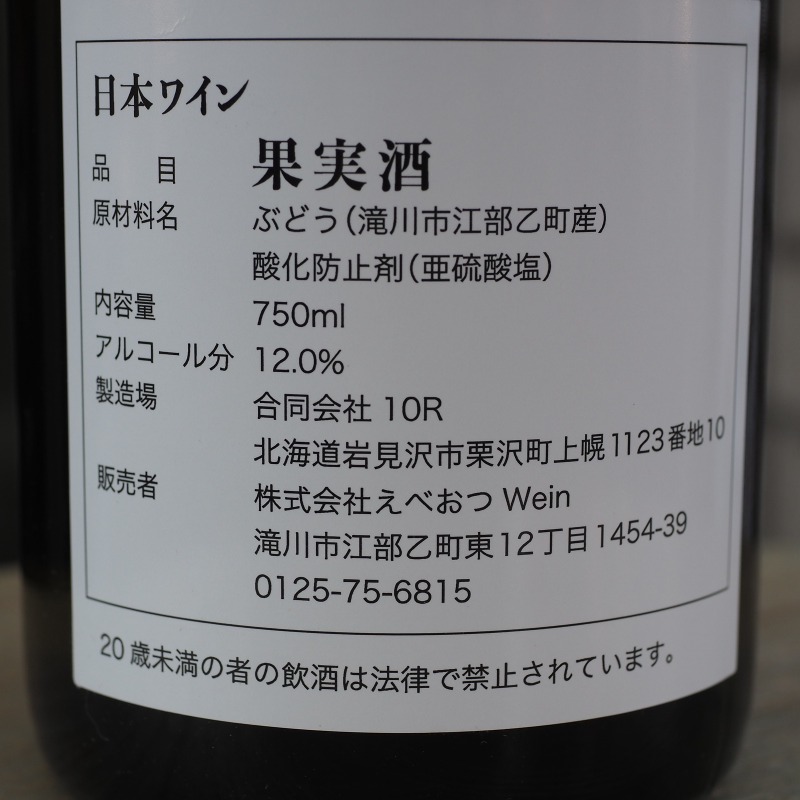 日本ワイン
品 目 果実酒
原材料名 ぶどう(滝川市江部乙町産)
酸化防止剤(亜硫酸塩)
内容量 750ml
アルコール分 12.0%
製造場 合同会社 10R
北海道岩見沢市栗沢町上幌1123番地10
販売者 株式会社えべおつ Wein
滝川市江部乙町東12丁目1454-39
0125-75-6815
20歳未満の者の飲酒は法律で禁止されています。